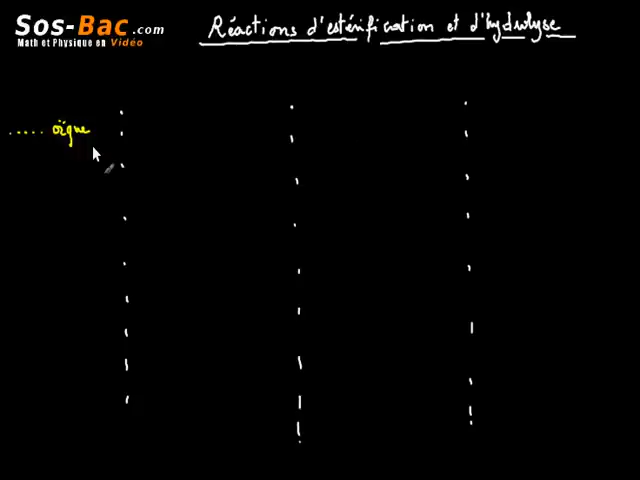 Sos-Bac.com
Math et Physique en Vidéo
Réactions d'estérification et d'hydrolyse
..... oïque